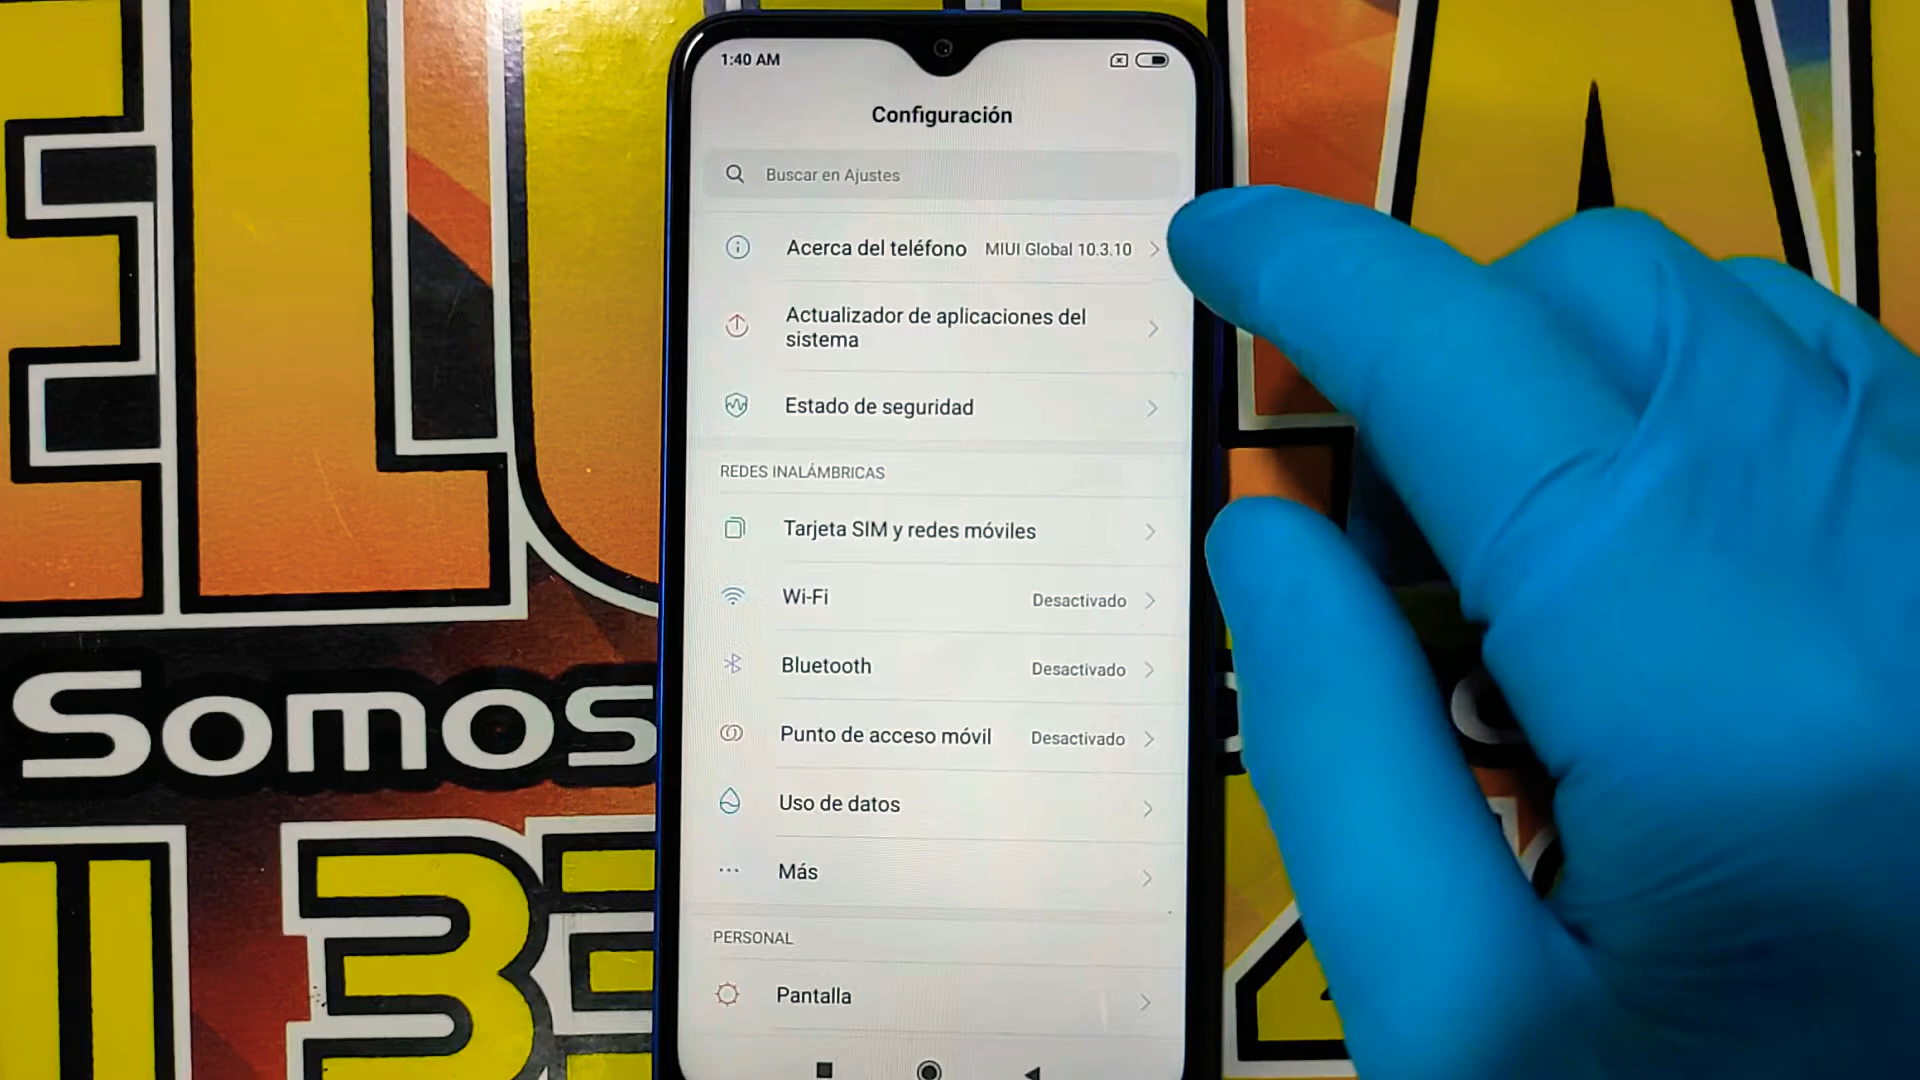 1:40 AM
Configuración
Buscar en Ajustes
Acerca del teléfono MIUI Global 10.3.10
Actualizador de aplicaciones del
sistema
Estado de seguridad
REDES INALÁMBRICAS
Tarjeta SIM y redes móviles
Wi-Fi Desactivado
Bluetooth Desactivado
Punto de acceso móvil Desactivado
Uso de datos
Más
PERSONAL
Pantalla
Somos